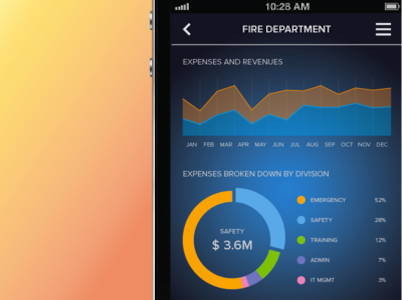 10:28 AM
FIRE DEPARTMENT
EXPENSES AND REVENUES
JAN FEB MAR APR MAY JUN JUL AUG SEP OCT NOV DEC
EXPENSES BROKEN DOWN BY DIVISION
EMERGENCY 52%
SAFETY 28%
SAFETY
$ 3.6M
TRAINING 12%
ADMIN 7%
IT MGMT 3%